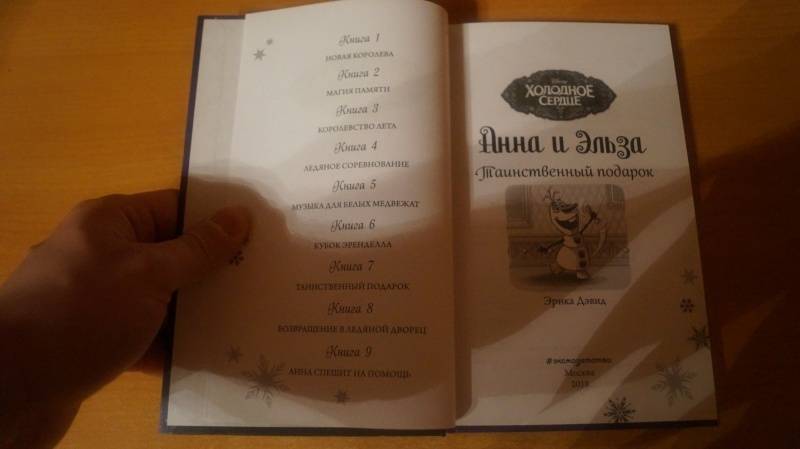 Книга 1
НОВАЯ КОРОЛЕВА
Книга 2
МАГИЯ ПАМЯТИ
Книга 3
КОРОЛЕВСТВО ЛЕТА
Книга 4
ЛЕДЯНОЕ СОРЕВНОВАНИЕ
Книга 5
МУЗЫКА ДЛЯ БЕЛЫХ МЕДВЕЖАТ
Книга 6
КУБОК ЭРЕНДЕЛЛА
Книга 7
ТАИНСТВЕННЫЙ ПОДАРОК
Книга 8
ВОЗВРАЩЕНИЕ В ЛЕДЯНОЙ ДВОРЕЦ
Книга 9
АННА СПЕШИТ НА ПОМОЩЬ
Disney
ХОЛОДНОЕ
СЕРДЦЕ
Анна и Эльза
Таинственный подарок
Эрика Дэвид
#эксмодетство
Москва